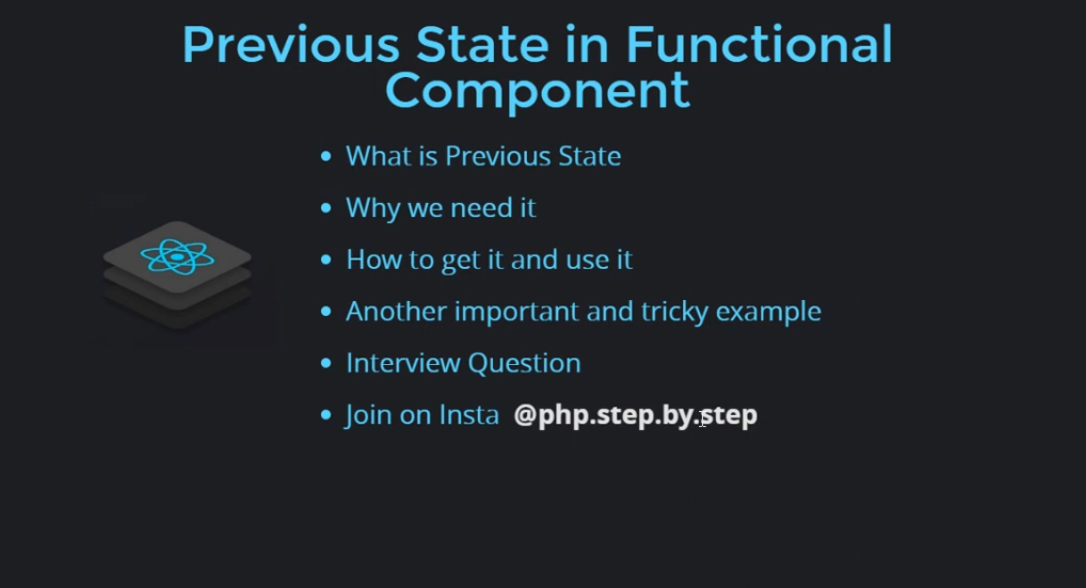 Previous State in Functional
Component
• What is Previous State
• Why we need it
• How to get it and use it
• Another important and tricky example
• Interview Question
• Join on Insta @php.step.by.step